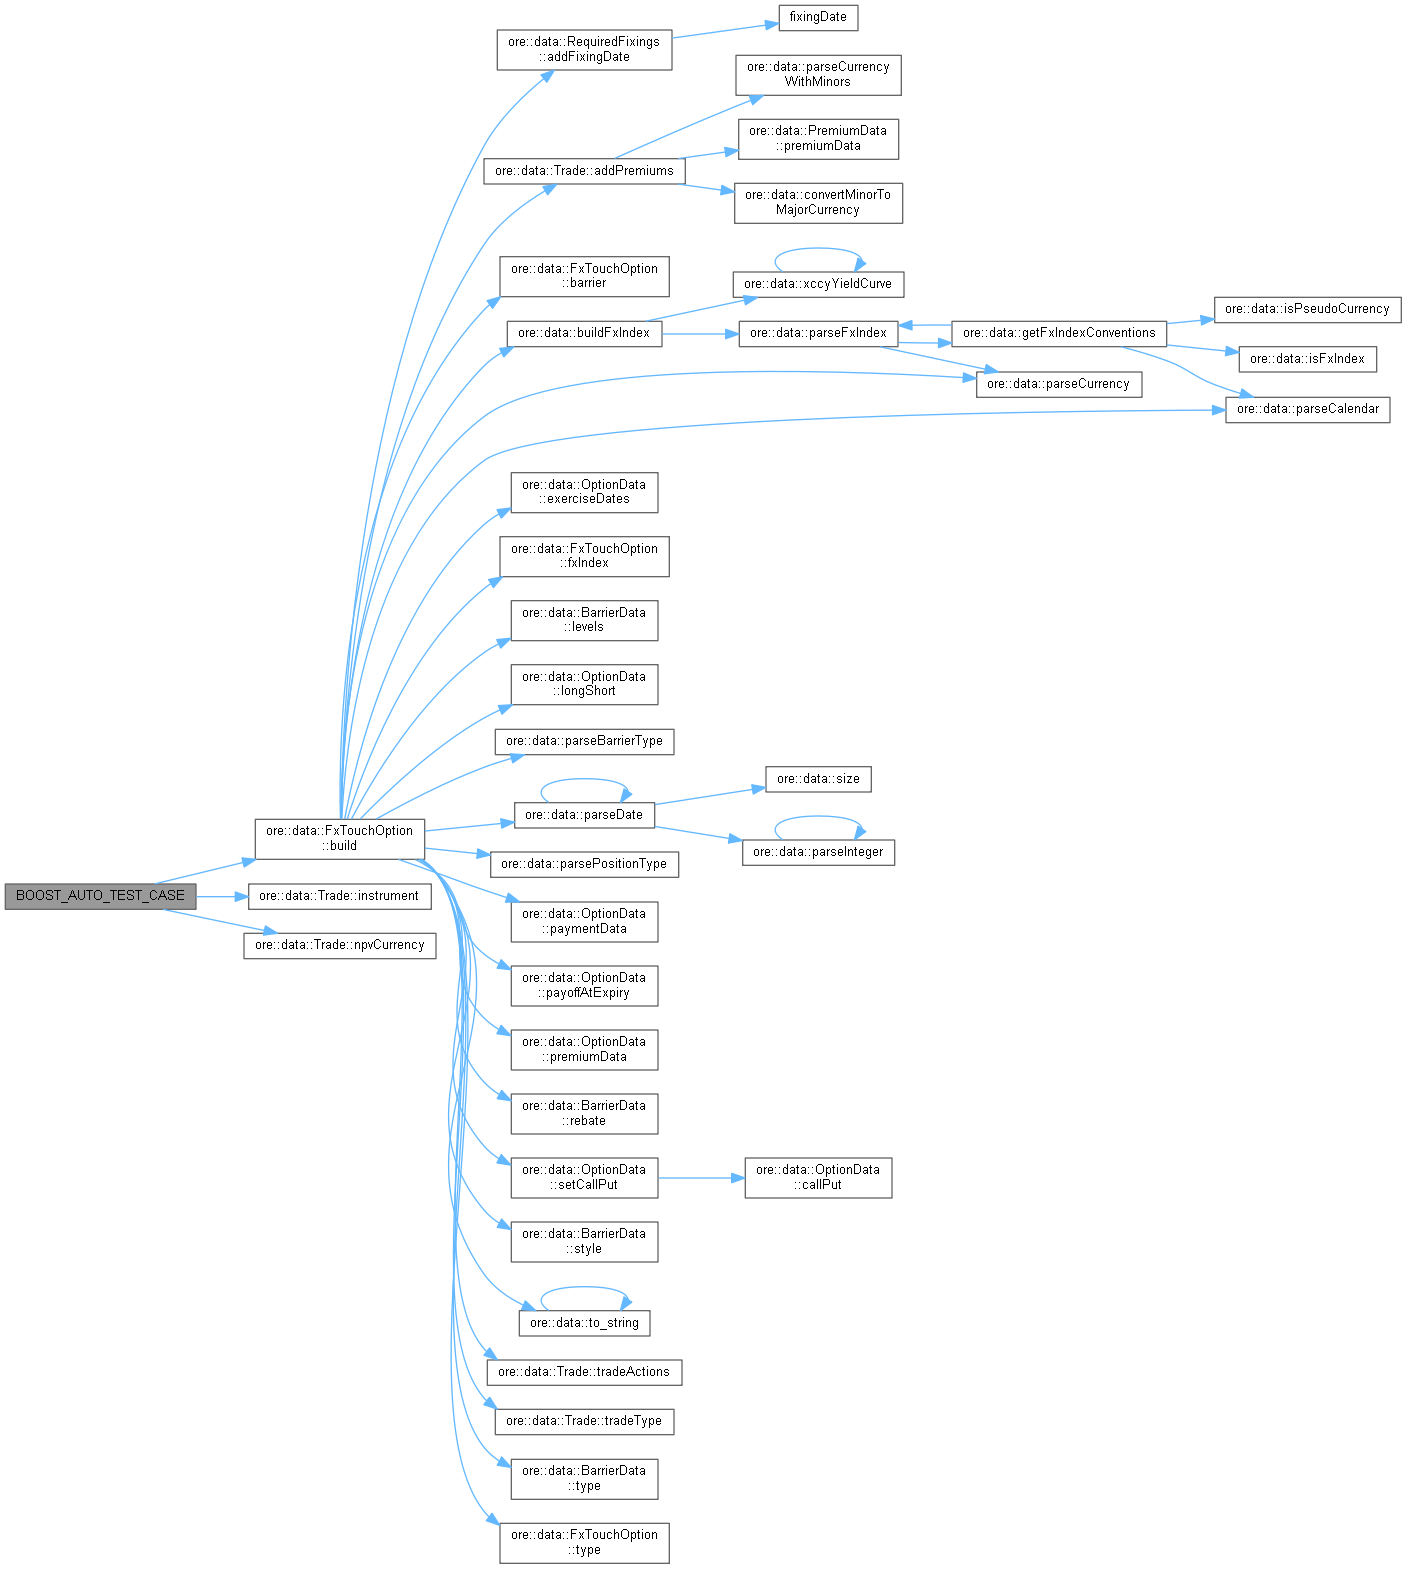 fixingDate
ore::data::RequiredFixings
::addFixingDate
ore::data::parseCurrency
WithMinors
ore::data::PremiumData
::premiumData
ore::data::Trade::addPremiums
ore::data::convertMinorTo
MajorCurrency
ore::data::FxTouchOption
::barrier
ore::data::xccyYieldCurve
ore::data::isPseudoCurrency
ore::data::buildFxIndex
ore::data::parseFxIndex
ore::data::getFxIndexConventions
ore::data::isFxIndex
ore::data::parseCurrency
ore::data::parseCalendar
ore::data::OptionData
::exerciseDates
ore::data::FxTouchOption
::fxIndex
ore::data::BarrierData
::levels
ore::data::OptionData
::longShort
ore::data::parseBarrierType
ore::data::size
ore::data::parseDate
ore::data::FxTouchOption
::build
ore::data::parseInteger
ore::data::parsePositionType
BOOST_AUTO_TEST_CASE
ore::data::Trade::instrument
ore::data::OptionData
::paymentData
ore::data::Trade::npvCurrency
ore::data::OptionData
::payoffAtExpiry
ore::data::OptionData
::premiumData
ore::data::BarrierData
::rebate
ore::data::OptionData
::setCallPut
ore::data::OptionData
::callPut
ore::data::BarrierData
::style
ore::data::to_string
ore::data::Trade::tradeActions
ore::data::Trade::tradeType
ore::data::BarrierData
::type
ore::data::FxTouchOption
::type